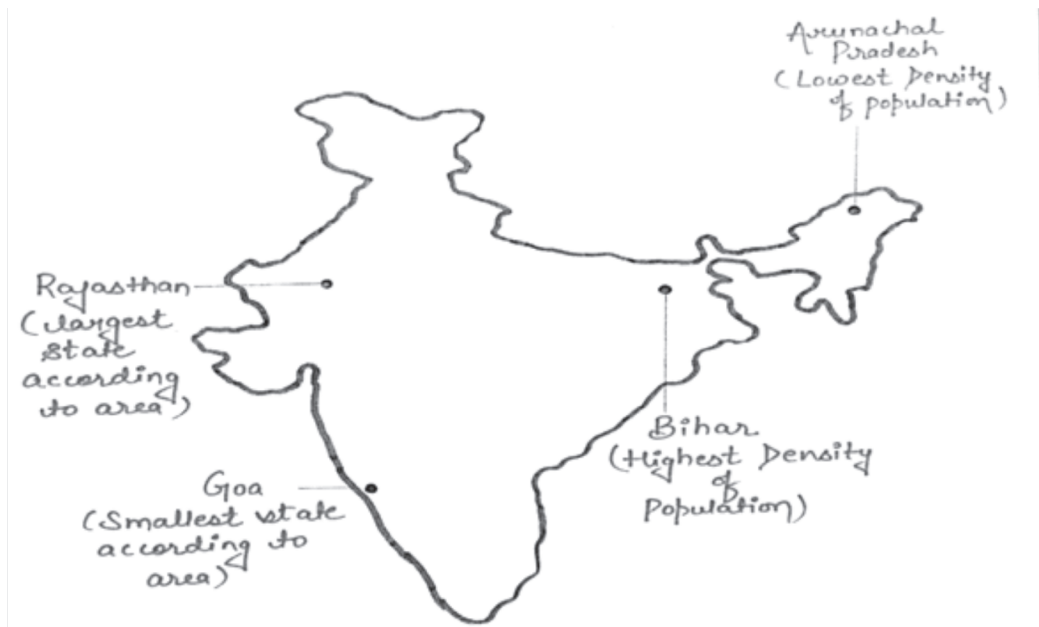 Arunachal
Pradesh
(Lowest Density
of population)
Rajasthan
(largest
state
according
to area)
Bihar
(Highest Density
of
Population)
Goa
(Smallest state
according to
area)